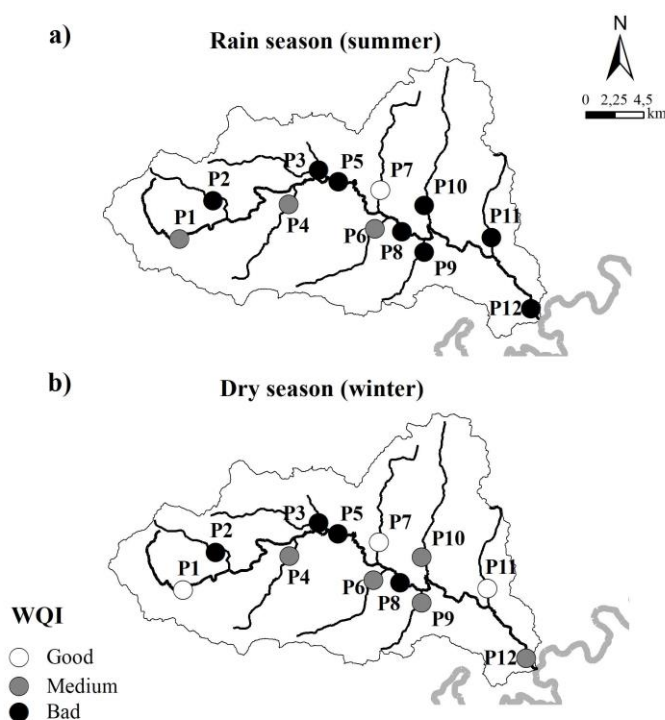 a)
Rain season (summer)
N
0 2,25 4,5
km
P3
P5
P7
P2
P10
P1
P4
P6
P11
P8
P9
P12
b)
Dry season (winter)
P3
P5
P7
P2
P10
P1
P4
P6
P11
P8
P9
P12
WQI
Good
Medium
Bad